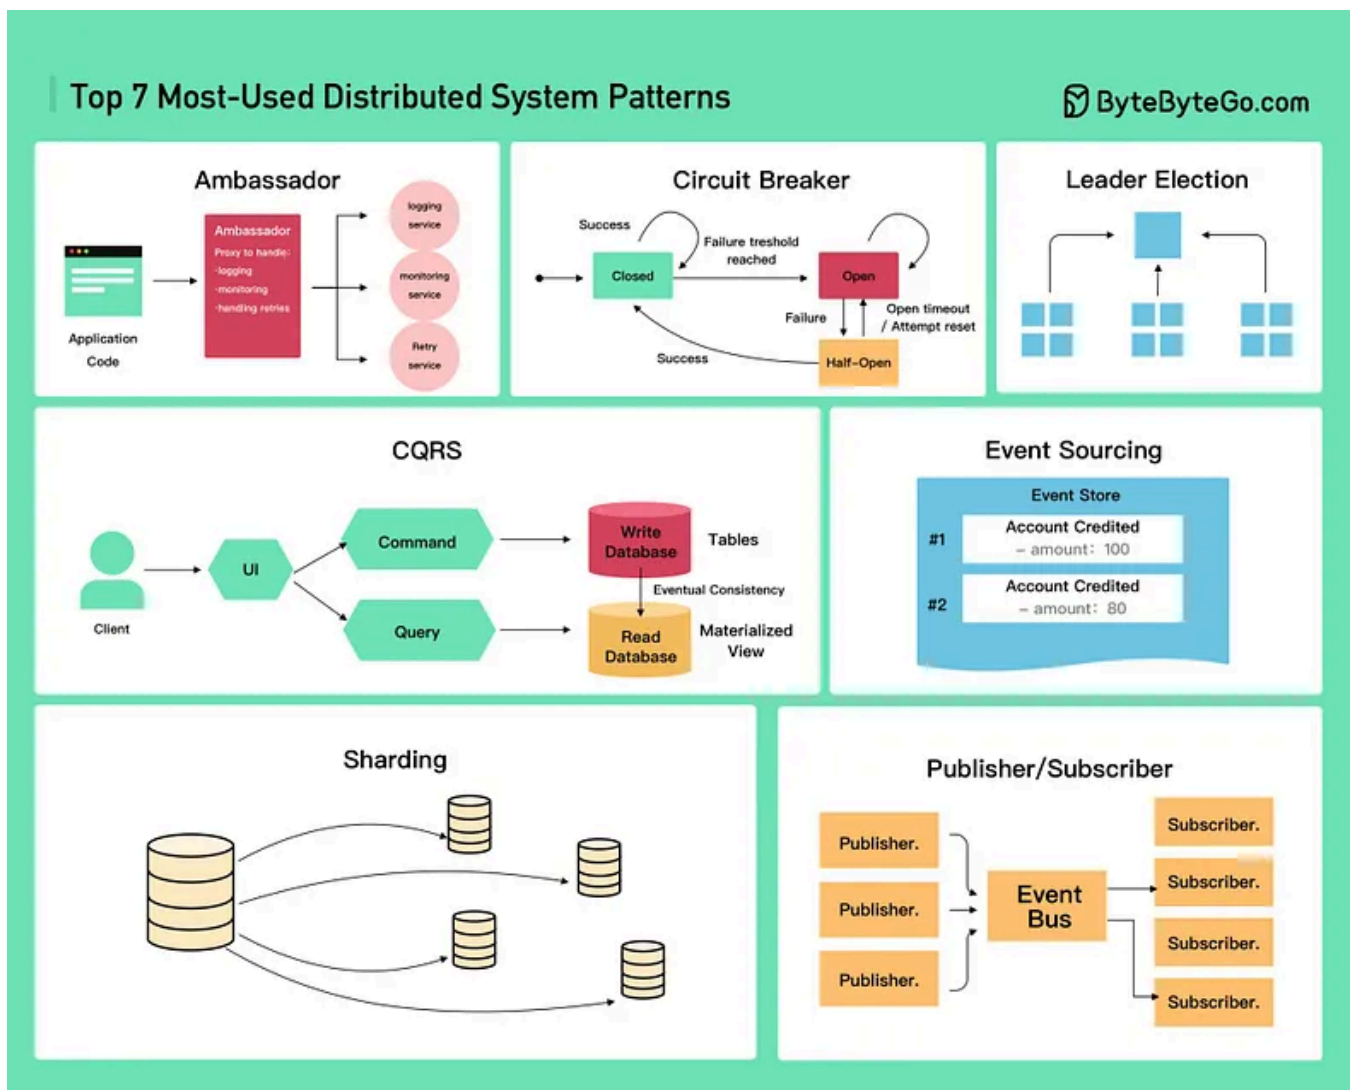 Top 7 Most-Used Distributed System Patterns
ByteByteGo.com
Ambassador
Application
Code
Ambassador
Proxy to handle:
-logging
-monitoring
-handling retries
logging
service
monitoring
service
Retry
service
Circuit Breaker
Success
Closed
Failure treshold
reached
Open
Failure
Open timeout
/ Attempt reset
Success
Half-Open
Leader Election
CQRS
Client
UI
Command
Query
Write
Database
Tables
Eventual Consistency
Read
Database
Materialized
View
Event Sourcing
Event Store
#1
Account Credited
- amount: 100
#2
Account Credited
- amount: 80
Sharding
Publisher/Subscriber
Publisher.
Publisher.
Publisher.
Event
Bus
Subscriber.
Subscriber.
Subscriber.
Subscriber.